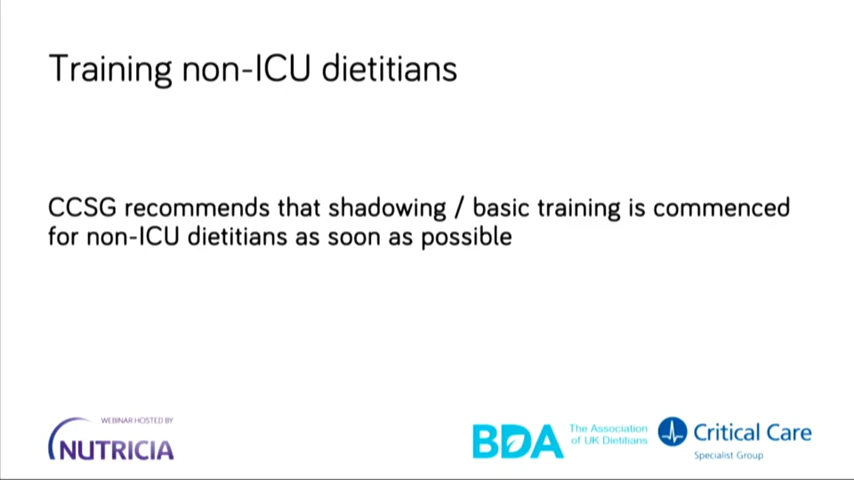 Training non-ICU dietitians
CCSG recommends that shadowing / basic training is commenced
for non-ICU dietitians as soon as possible
WEBINAR HOSTED BY
NUTRICIA
BDA
The Association
of UK Dietitians
Critical Care
Specialist Group